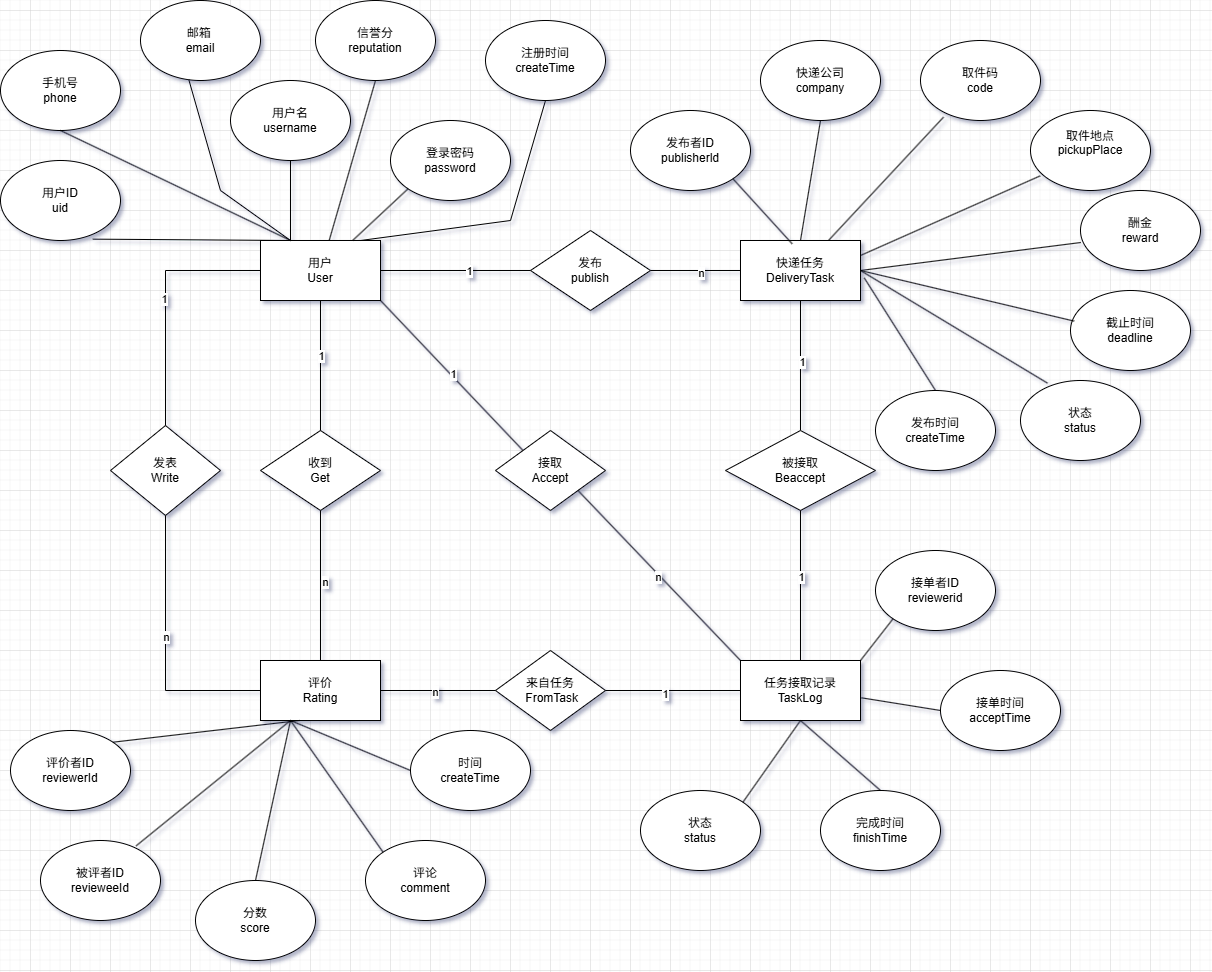 邮箱
email
信誉分
reputation
注册时间
createTime
手机号
phone
用户名
username
登录密码
password
用户ID
uid
快递公司
company
取件码
code
发布者ID
publisherId
取件地点
pickupPlace
酬金
reward
用户
User
1
发布
publish
n
快递任务
DeliveryTask
截止时间
deadline
状态
status
发布时间
createTime
1
1
1
1
发表
Write
收到
Get
接取
Accept
被接取
Beaccept
n
n
n
1
接单者ID
reviewerid
评价
Rating
n
来自任务
FromTask
1
任务接取记录
TaskLog
接单时间
acceptTime
评价者ID
reviewerId
时间
createTime
状态
status
完成时间
finishTime
被评者ID
revieweeId
分数
score
评论
comment